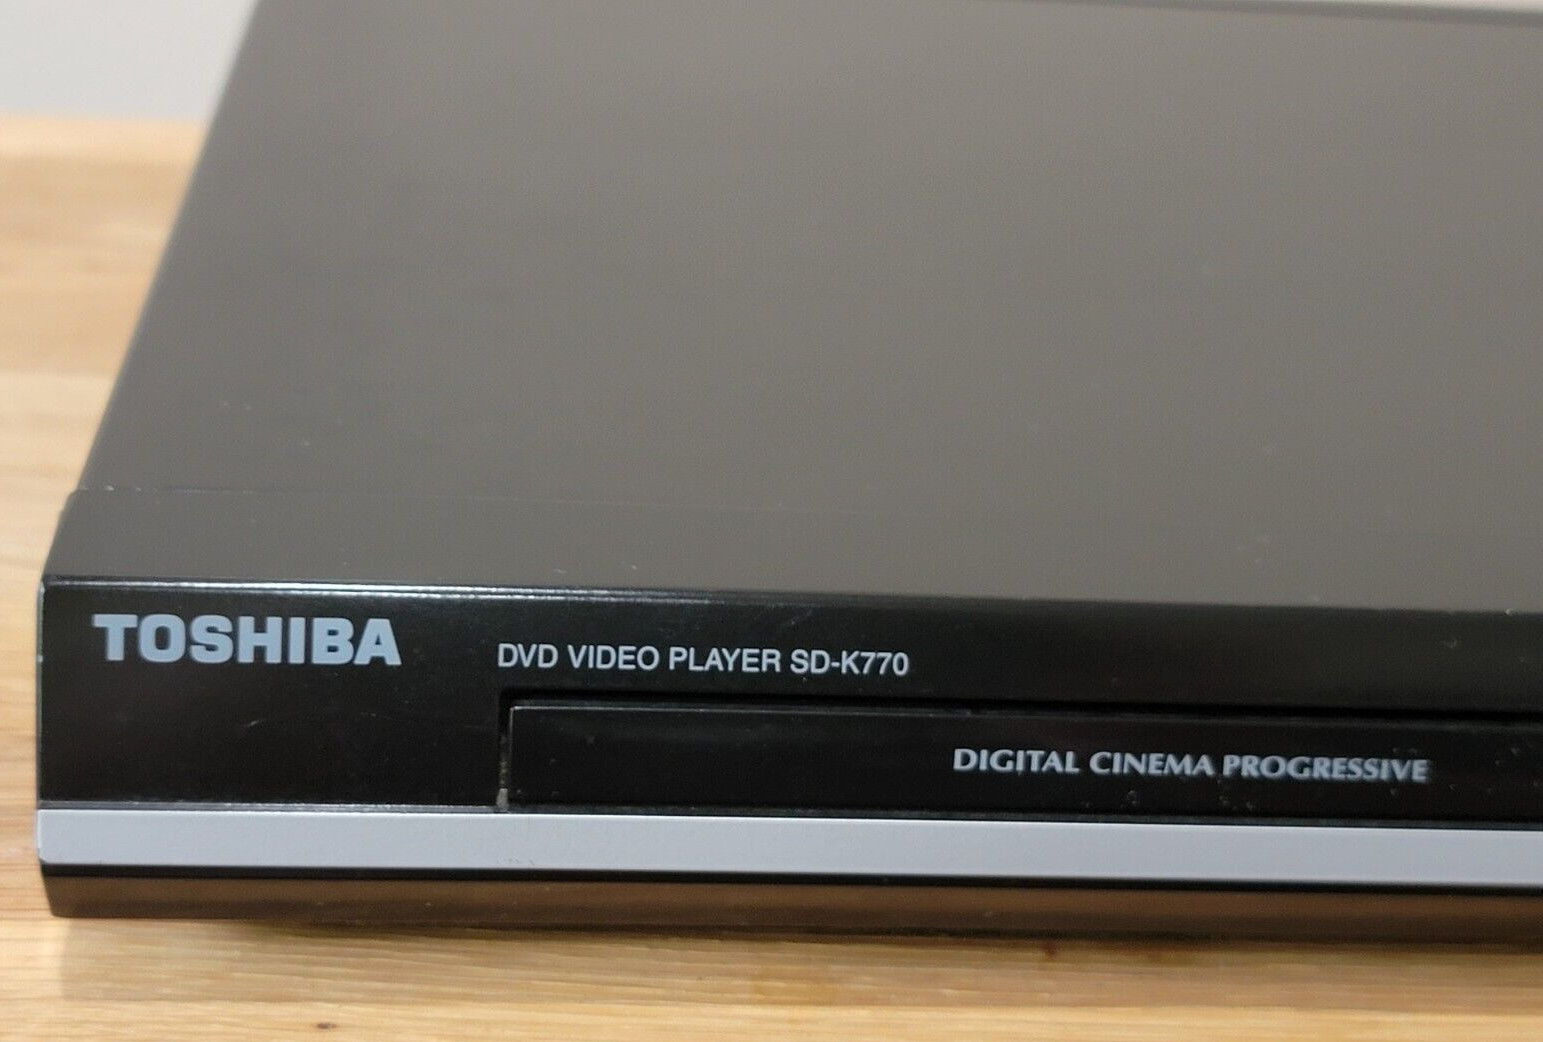 TOSHIBA
DVD VIDEO PLAYER SD-K770
DIGITAL CINEMA PROGRESSIVE